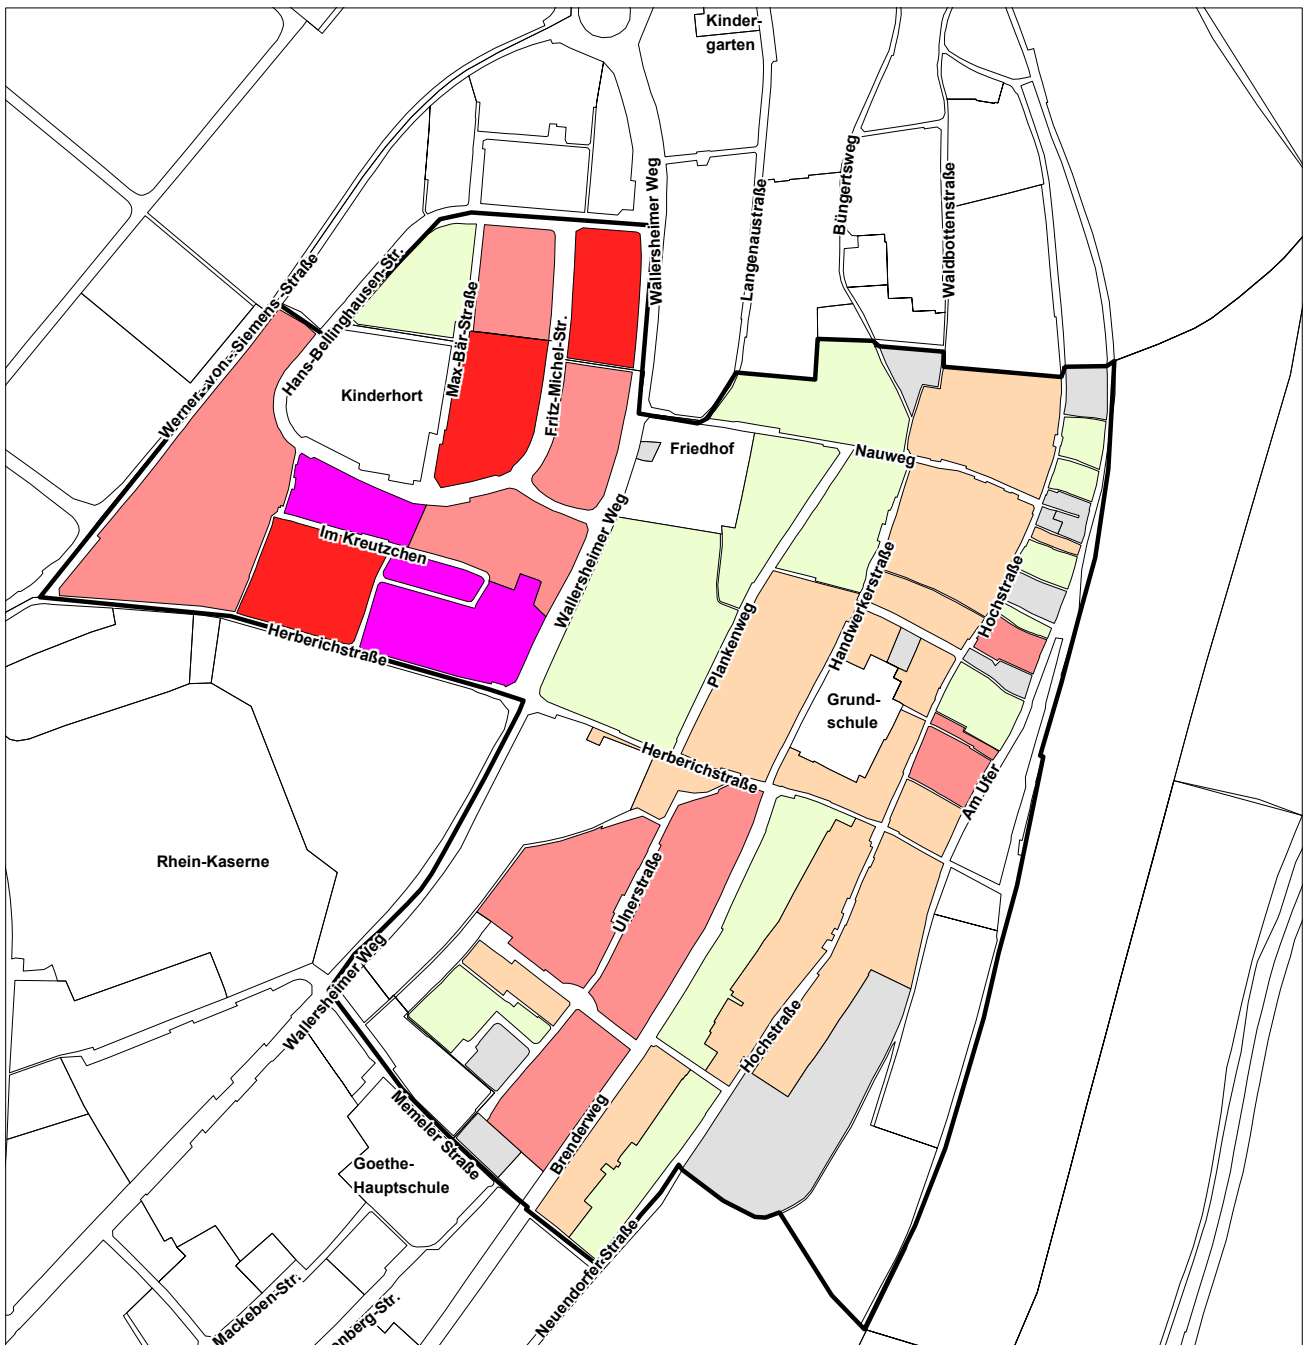 Kinder-
garten
Wallersheimer Weg
Langenaustraße
Büngertsweg
Waldbottenstraße
Werner-von-Siemens-Straße
Hans-Bellinghausen-Str.
Max-Bär-Straße
Fritz-Michel-Str.
Kinderhort
Friedhof
Nauweg
Im Kreutzchen
Wallersheimer Weg
Herberichstraße
Plankenweg
Handwerkerstraße
Hochstraße
Grund-
schule
Herberichstraße
Am Ufer
Rhein-Kaserne
Ulnerstraße
Wallersheimer Weg
Hochstraße
Memeler Straße
Brenderweg
Goethe-
Hauptschule
Neuendorfer Straße
Mackeben-Str.
enberg-Str.